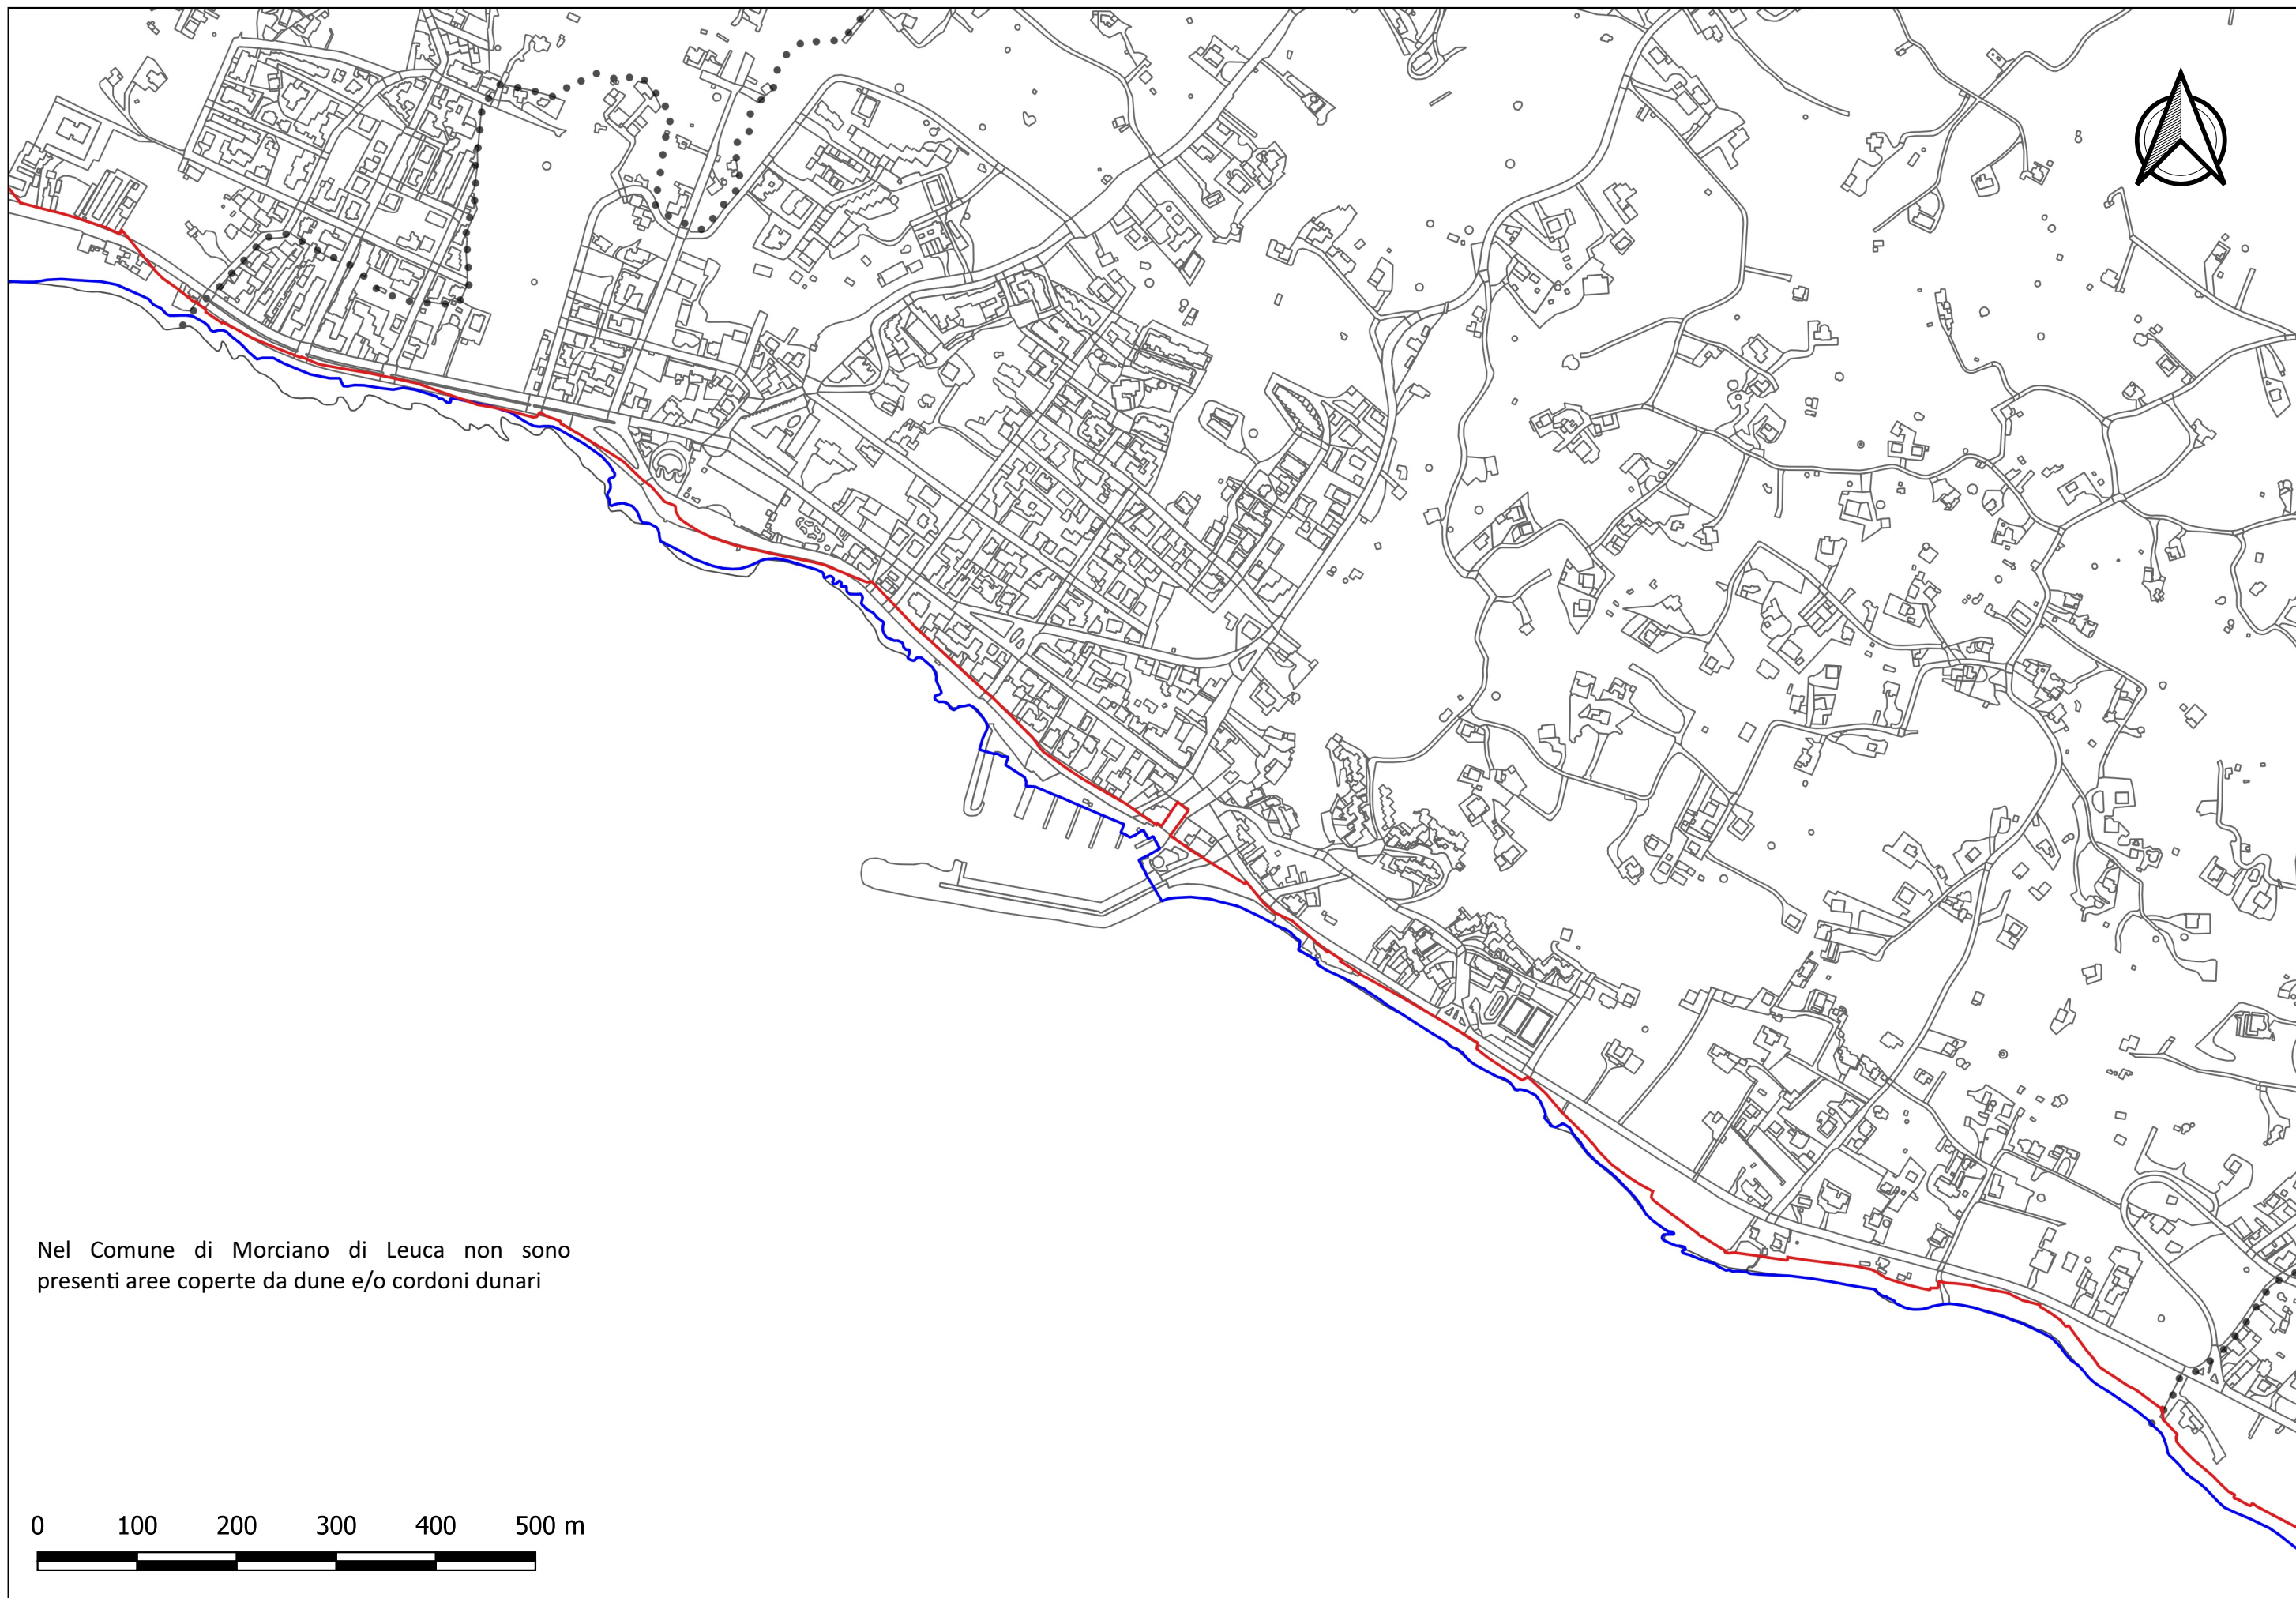 Nel Comune di Morciano di Leuca non sono
presenti aree coperte da dune e/o cordoni dunari
0 100 200 300 400 500 m